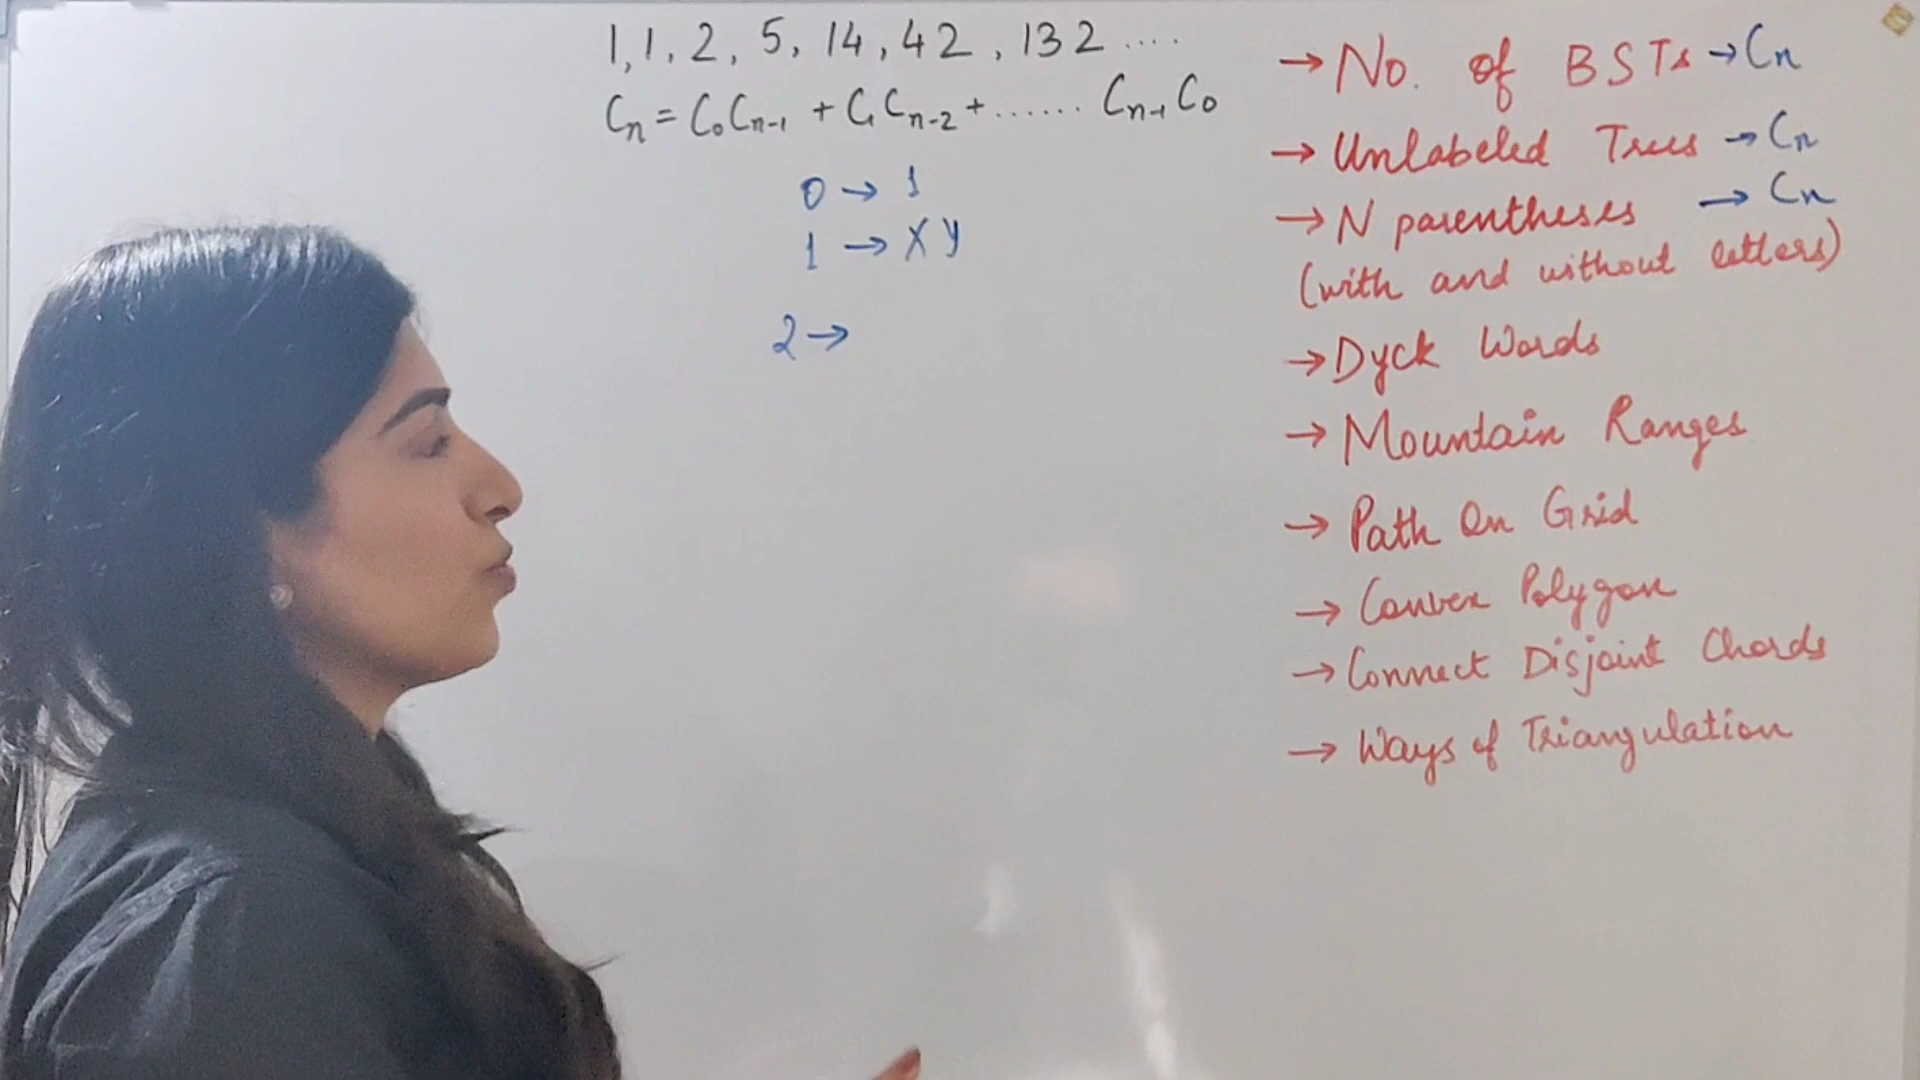 1, 1, 2, 5, 14, 42, 132 ....
Cn = C0Cn-1 + C1Cn-2 + ...... Cn-1C0
0 → 1
1 → XY
2 →
→ No. of BSTs → Cn
→ Unlabeled Trees → Cn
→ N parentheses → Cn
(with and without letters)
→ Dyck Words
→ Mountain Ranges
→ Path On Grid
→ Convex Polygon
→ Connect Disjoint Chords
→ Ways of Triangulation